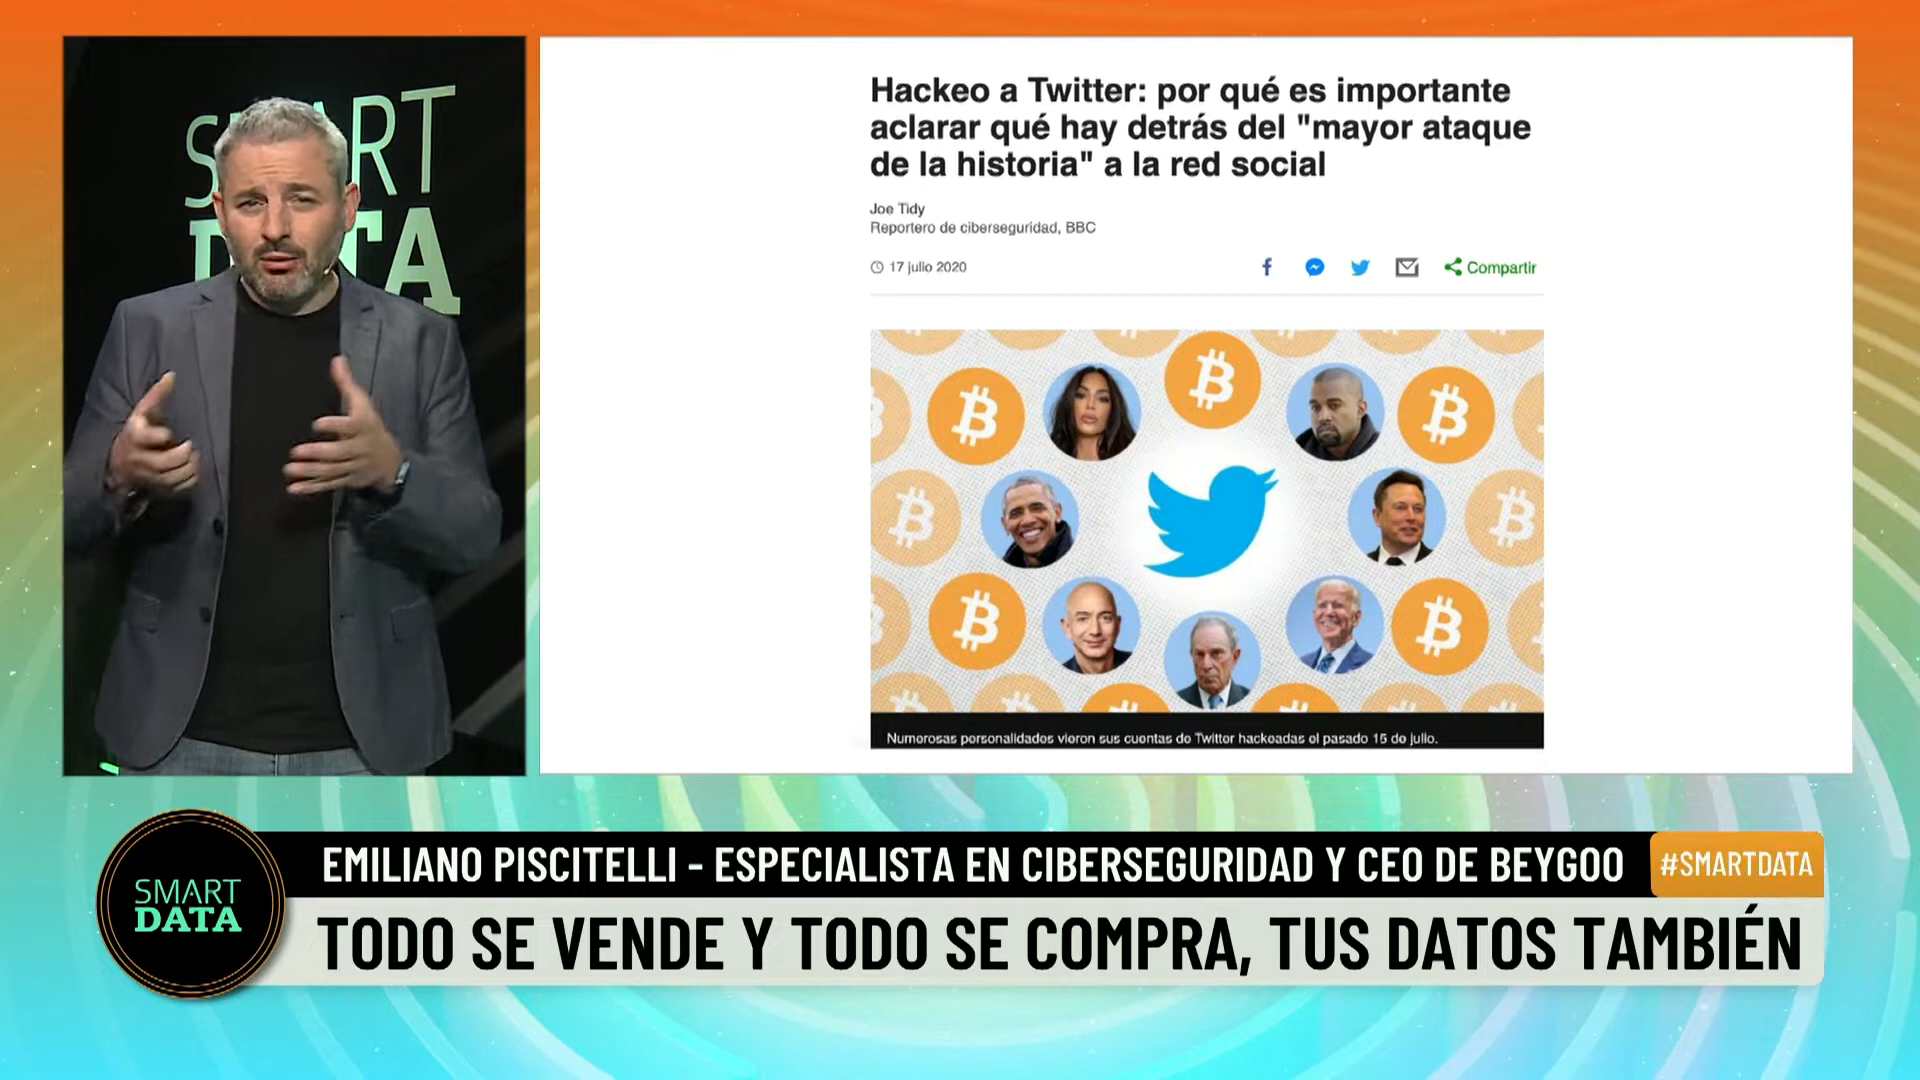 SMART
DATA
Hackeo a Twitter: por qué es importante
aclarar qué hay detrás del "mayor ataque
de la historia" a la red social
Joe Tidy
Reportero de ciberseguridad, BBC
17 julio 2020
Compartir
Numerosas personalidades vieron sus cuentas de Twitter hackeadas el pasado 15 de julio.
EMILIANO PISCITELLI - ESPECIALISTA EN CIBERSEGURIDAD Y CEO DE BEYGOO
#SMARTDATA
SMART
DATA
TODO SE VENDE Y TODO SE COMPRA, TUS DATOS TAMBIÉN